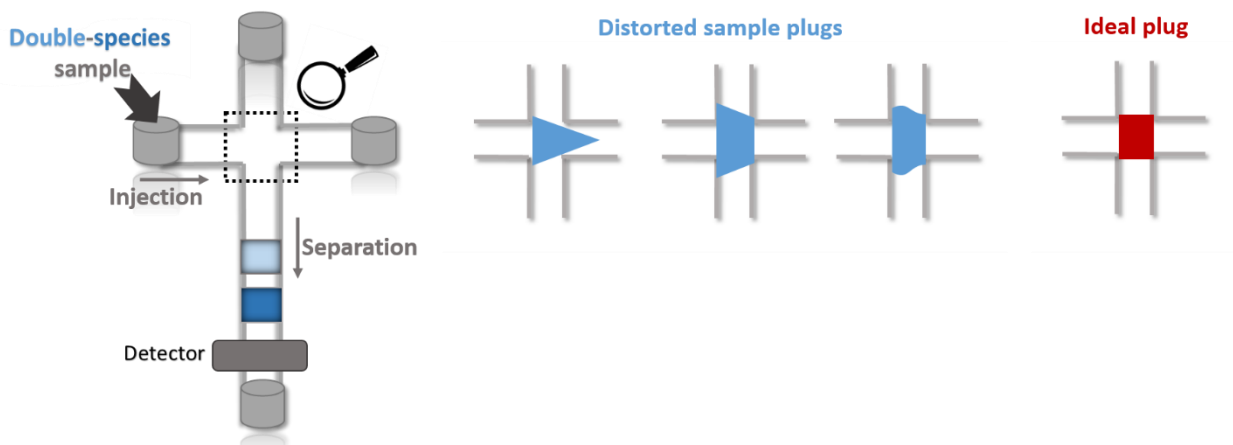 Double-species
sample
Injection
Separation
Detector
Distorted sample plugs
Ideal plug